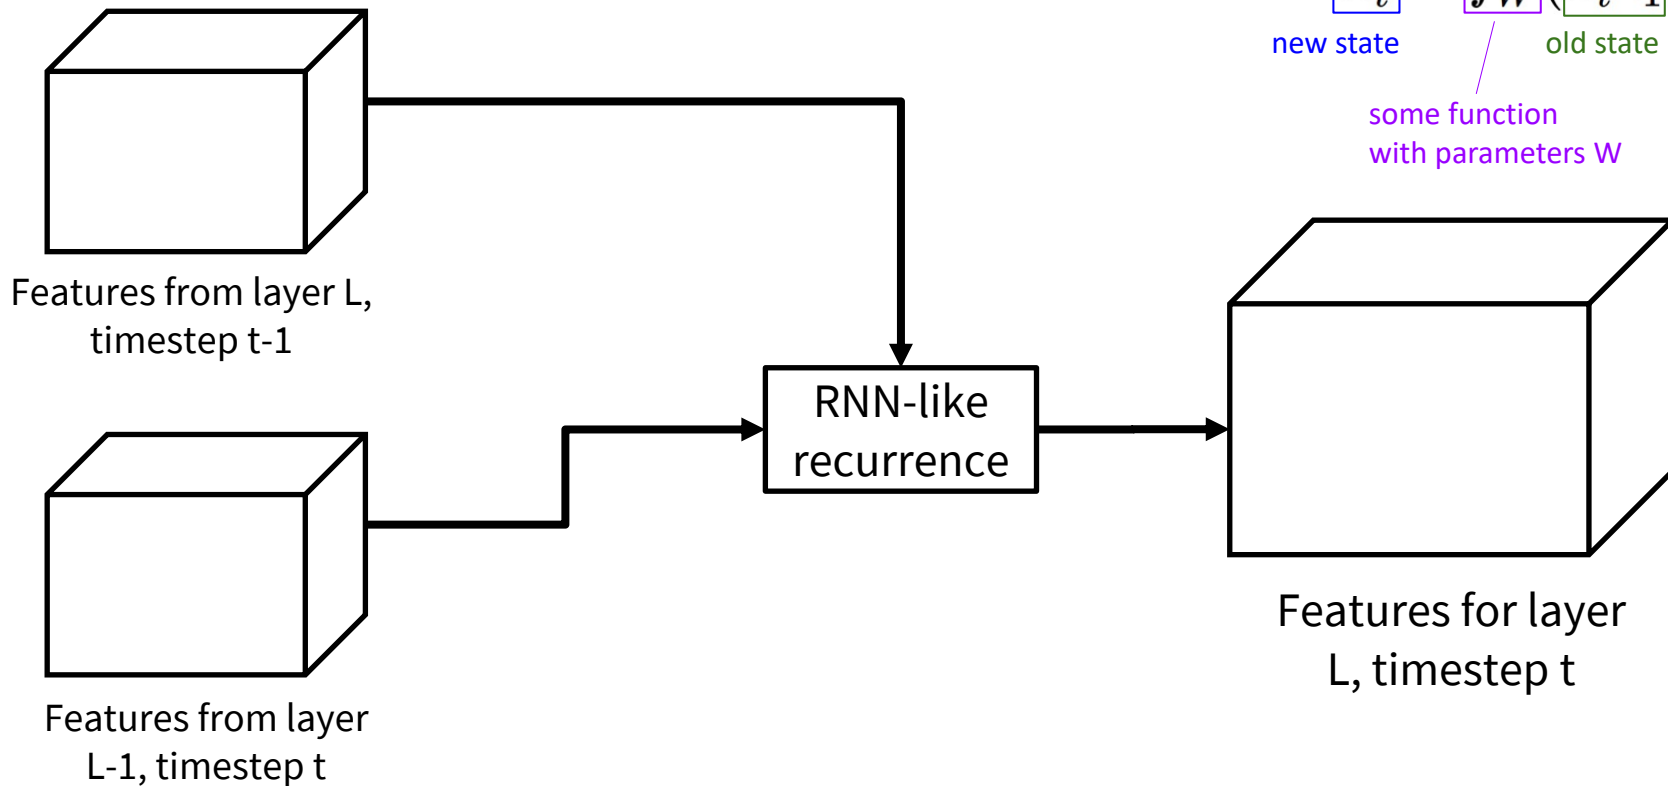 new state
old state
some function
with parameters W
Features from layer L,
timestep t-1
RNN-like
recurrence
Features from layer
L-1, timestep t
Features for layer
L, timestep t